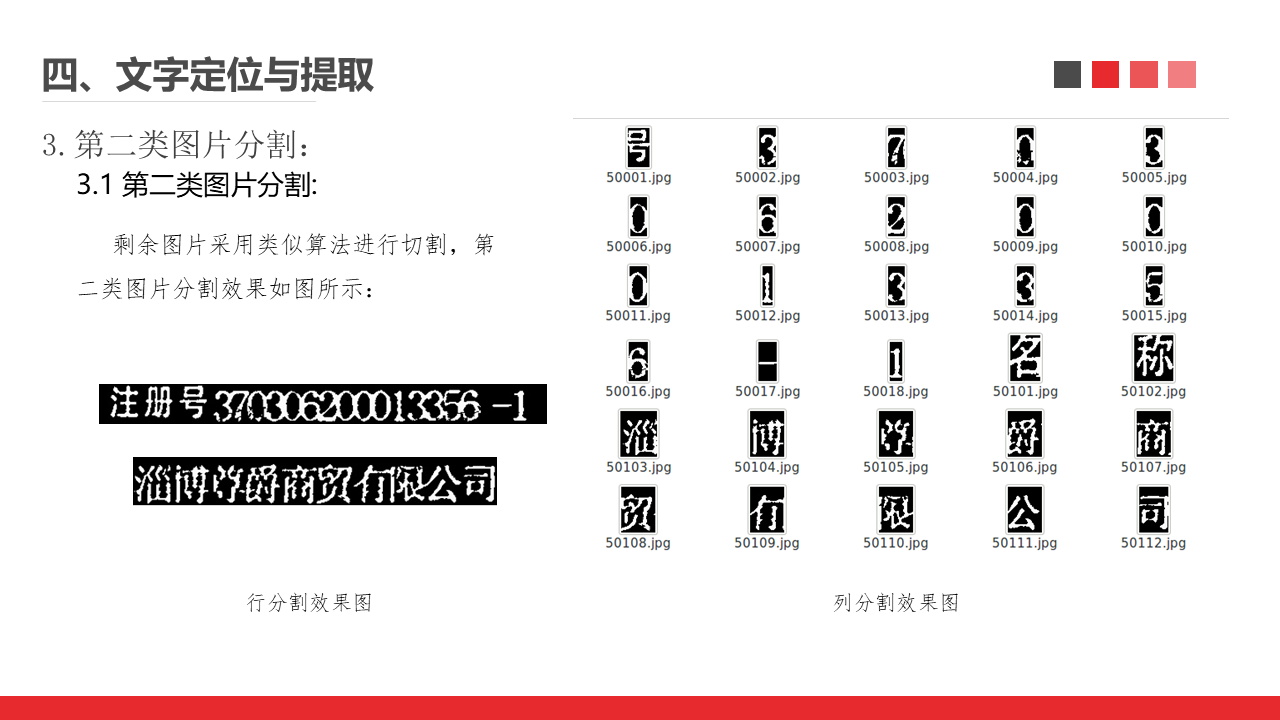 四、文字定位与提取
3. 第二类图片分割：
3.1 第二类图片分割:
剩余图片采用类似算法进行切割，第
二类图片分割效果如图所示：
注册号370306200013356-1
淄博尊爵商贸有限公司
行分割效果图
号 3 7 0 3
50001.jpg 50002.jpg 50003.jpg 50004.jpg 50005.jpg
0 6 2 0 0
50006.jpg 50007.jpg 50008.jpg 50009.jpg 50010.jpg
0 1 3 3 5
50011.jpg 50012.jpg 50013.jpg 50014.jpg 50015.jpg
6 - 1 名 称
50016.jpg 50017.jpg 50018.jpg 50101.jpg 50102.jpg
淄 博 尊 爵 商
50103.jpg 50104.jpg 50105.jpg 50106.jpg 50107.jpg
贸 有 限 公 司
50108.jpg 50109.jpg 50110.jpg 50111.jpg 50112.jpg
列分割效果图